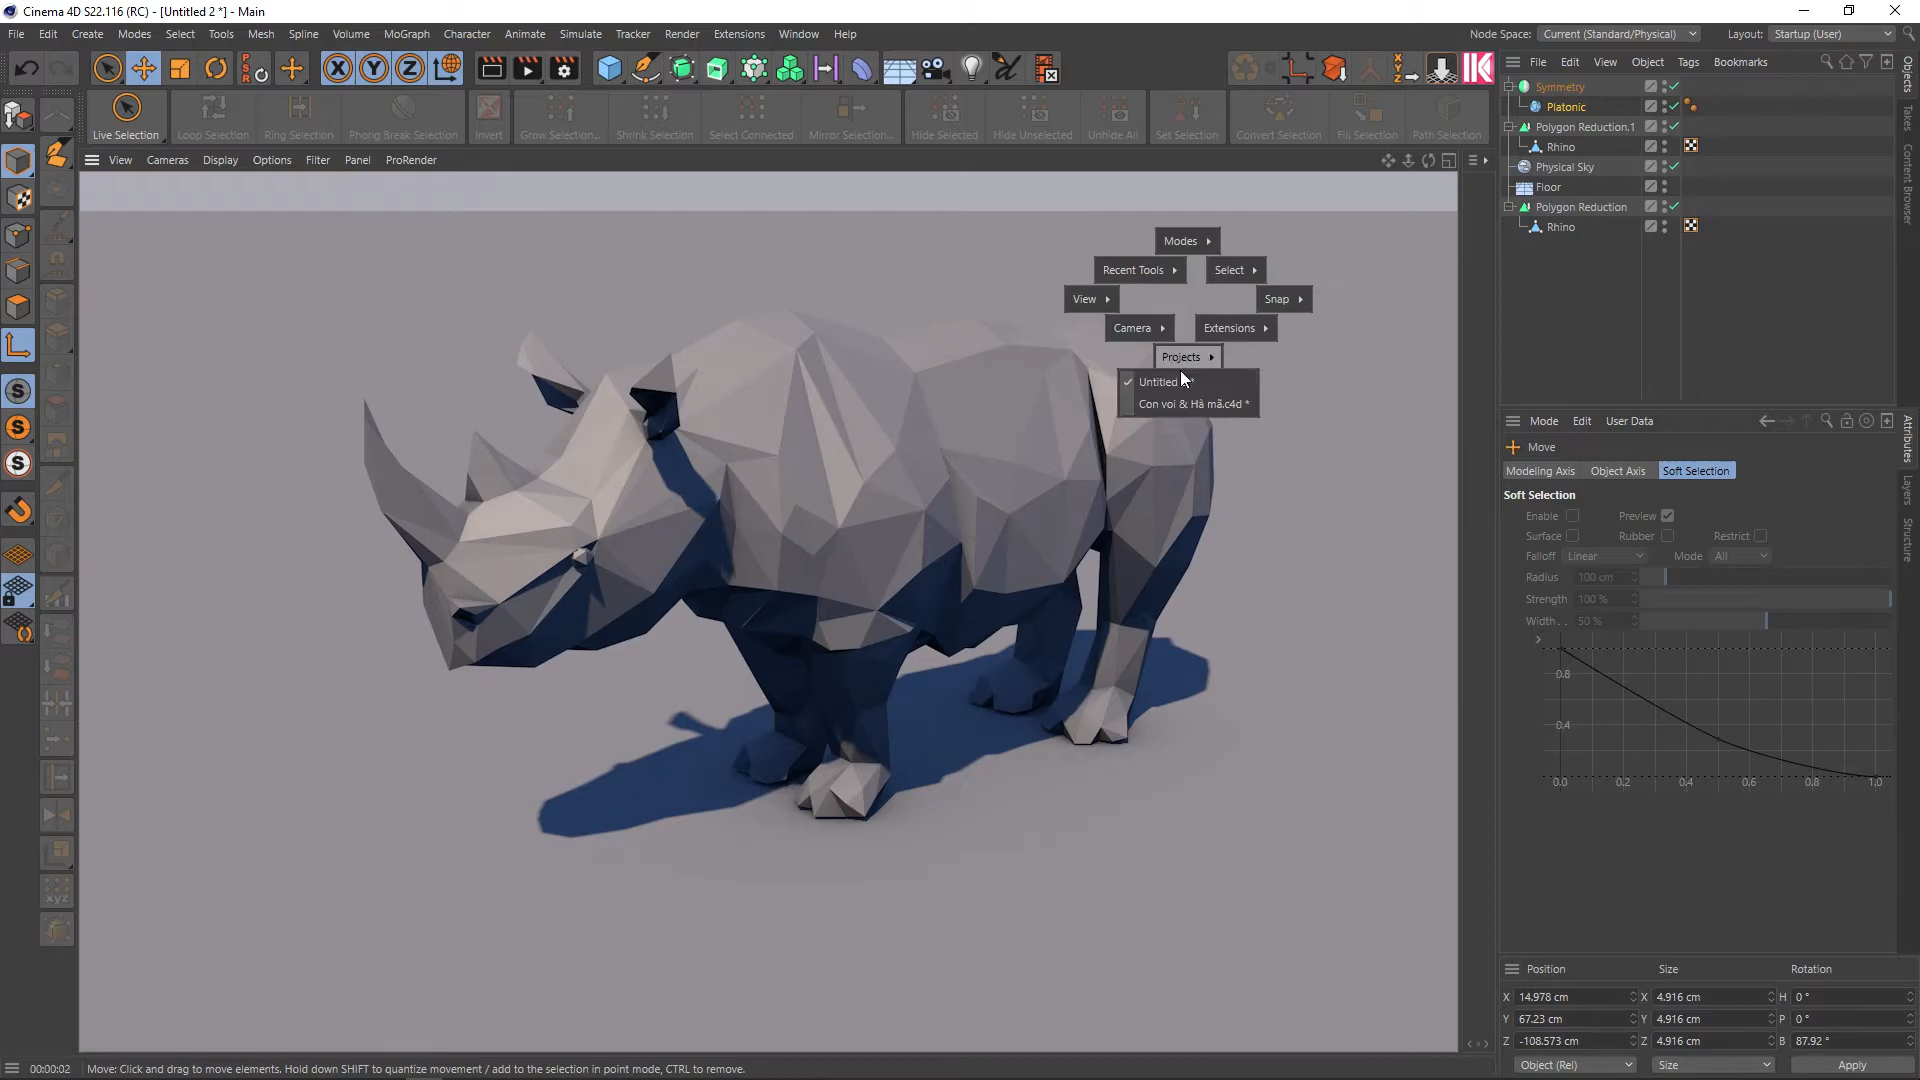 Cinema 4D S22.116 (RC) - [Untitled 2 *] - Main
File Edit Create Modes Select Tools Mesh Spline Volume MoGraph Character Animate Simulate Tracker Render Extensions Window Help
Node Space: Current (Standard/Physical) Layout: Startup (User)
X Y Z
PSR
XYZ
Live Selection Loop Selection Ring Selection Phong Break Selection Invert Grow Selection... Shrink Selection Select Connected Mirror Selection... Hide Selected Hide Unselected Unhide All Set Selection Convert Selection Fill Selection Path Selection
View Cameras Display Options Filter Panel ProRender
Modes
Recent Tools Select
View Snap
Camera Extensions
Projects
Untitled
Con voi & Hà mã.c4d *
File Edit View Object Tags Bookmarks
Symmetry
Platonic
Polygon Reduction.1
Rhino
Physical Sky
Floor
Polygon Reduction
Rhino
Objects
Takes
Content Browser
Mode Edit User Data
Move
Modeling Axis Object Axis Soft Selection
Soft Selection
Enable Preview
Surface Rubber Restrict
Falloff Linear Mode All
Radius 100 cm
Strength 100 %
Width . . 50 %
0.8
0.4
0.0 0.2 0.4 0.6 0.8 1.0
Attributes
Layers
Structure
S
S
S
xyz
Position Size Rotation
X 14.978 cm X 4.916 cm H 0 °
Y 67.23 cm Y 4.916 cm P 0 °
Z -108.573 cm Z 4.916 cm B 87.92 °
Object (Rel) Size Apply
00:00:02 Move: Click and drag to move elements. Hold down SHIFT to quantize movement / add to the selection in point mode, CTRL to remove.